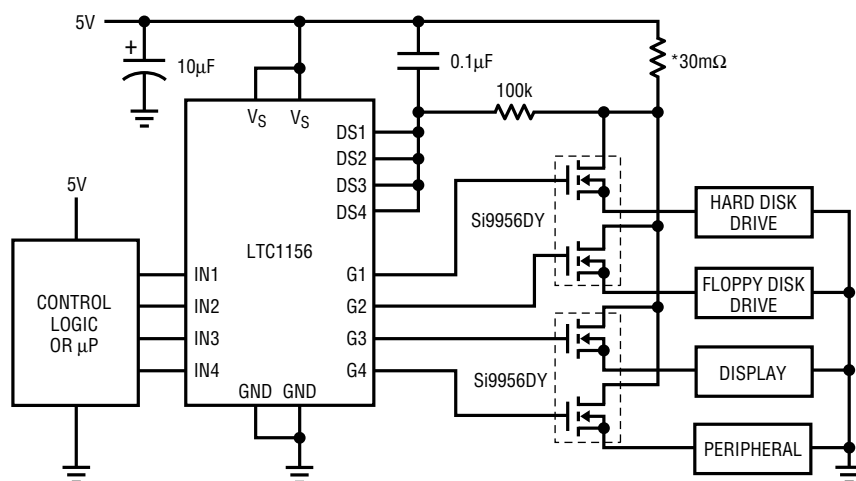 5V
+
10µF
0.1µF
*30mΩ
100k
VS
VS
DS1
DS2
DS3
DS4
Si9956DY
HARD DISK
DRIVE
5V
LTC1156
CONTROL
LOGIC
OR µP
IN1
IN2
IN3
IN4
G1
G2
G3
G4
FLOPPY DISK
DRIVE
Si9956DY
DISPLAY
GND
GND
PERIPHERAL